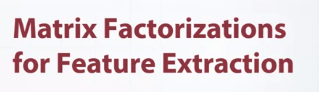 Matrix Factorizations
for Feature Extraction